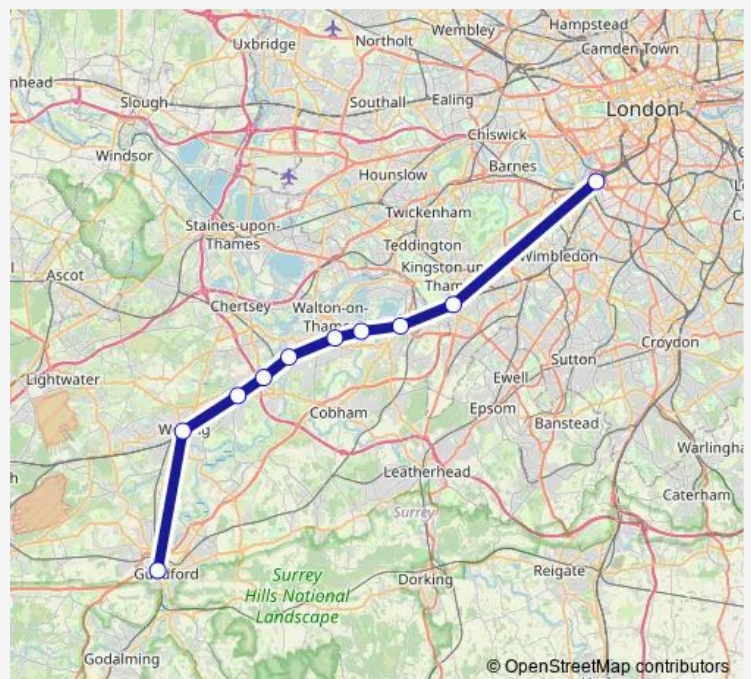 Hampstead
Wembley
Uxbridge
Northolt
Camden Town
nhead
Slough
Southall
Ealing
London
Chiswick
Windsor
Barnes
Hounslow
Twickenham
Staines-upon-
Thames
Teddington
Wimbledon
Kingston up
Tham
Ascot
Chertsey
Walton-on-
Thame
Croydon
Sutton
Lightwater
Ewell
Epsom
Cobham
Banstead
Warlingha
Leatherhead
Caterham
Surrey
Guildford
Surrey
Hills National
Landscape
Dorking
Reigate
Godalming
© OpenStreetMap contributors